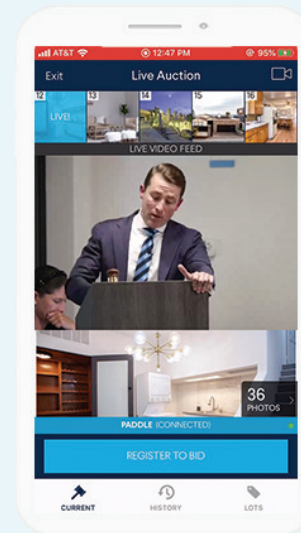 AT&T 12:47 PM @ 95%
Exit Live Auction
12 13 14 15 16
LIVE!
LIVE VIDEO FEED
36
PHOTOS
PADDLE (CONNECTED)
REGISTER TO BID
CURRENT HISTORY LOTS